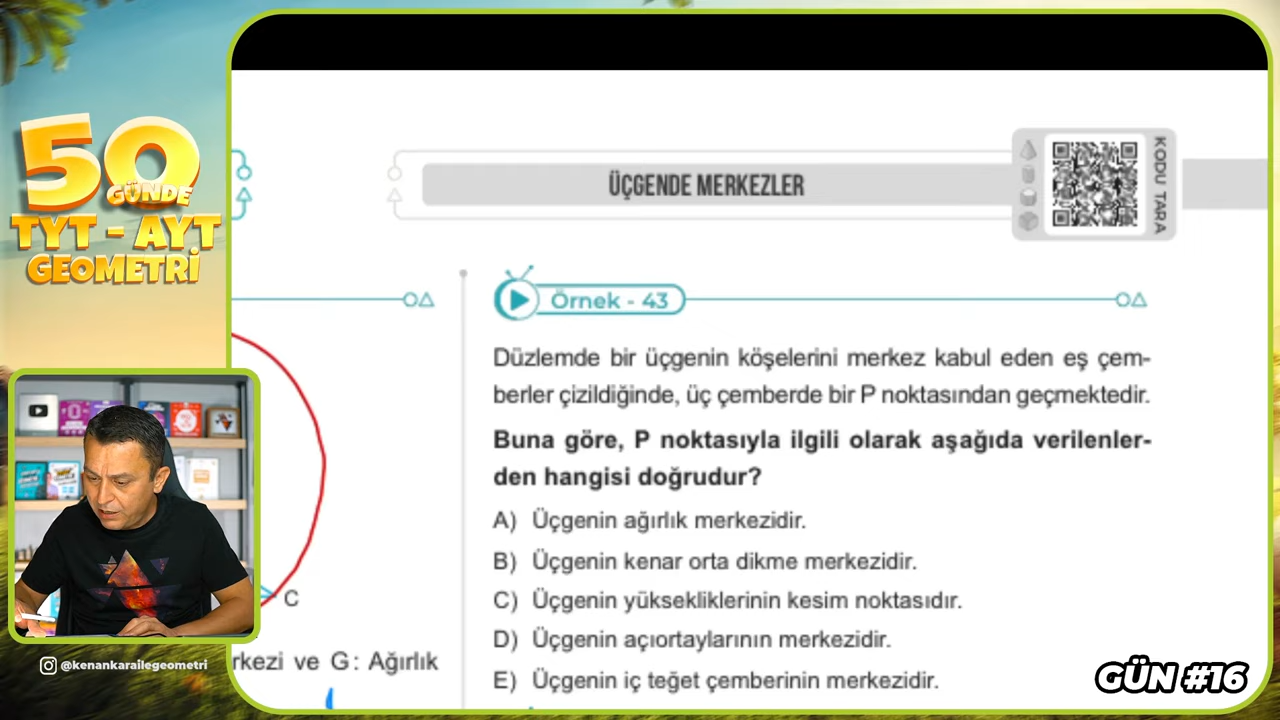 50
GÜNDE
TYT - AYT
GEOMETRİ
ÜÇGENDE MERKEZLER
KODU TARA
Örnek - 43
Düzlemde bir üçgenin köşelerini merkez kabul eden eş çem-
berler çizildiğinde, üç çemberde bir P noktasından geçmektedir.
Buna göre, P noktasıyla ilgili olarak aşağıda verilenler-
den hangisi doğrudur?
A) Üçgenin ağırlık merkezidir.
B) Üçgenin kenar orta dikme merkezidir.
C) Üçgenin yüksekliklerinin kesim noktasıdır.
D) Üçgenin açıortaylarının merkezidir.
E) Üçgenin iç teğet çemberinin merkezidir.
C
rkezi ve G: Ağırlık
@kenankarailegeometri
GÜN #16